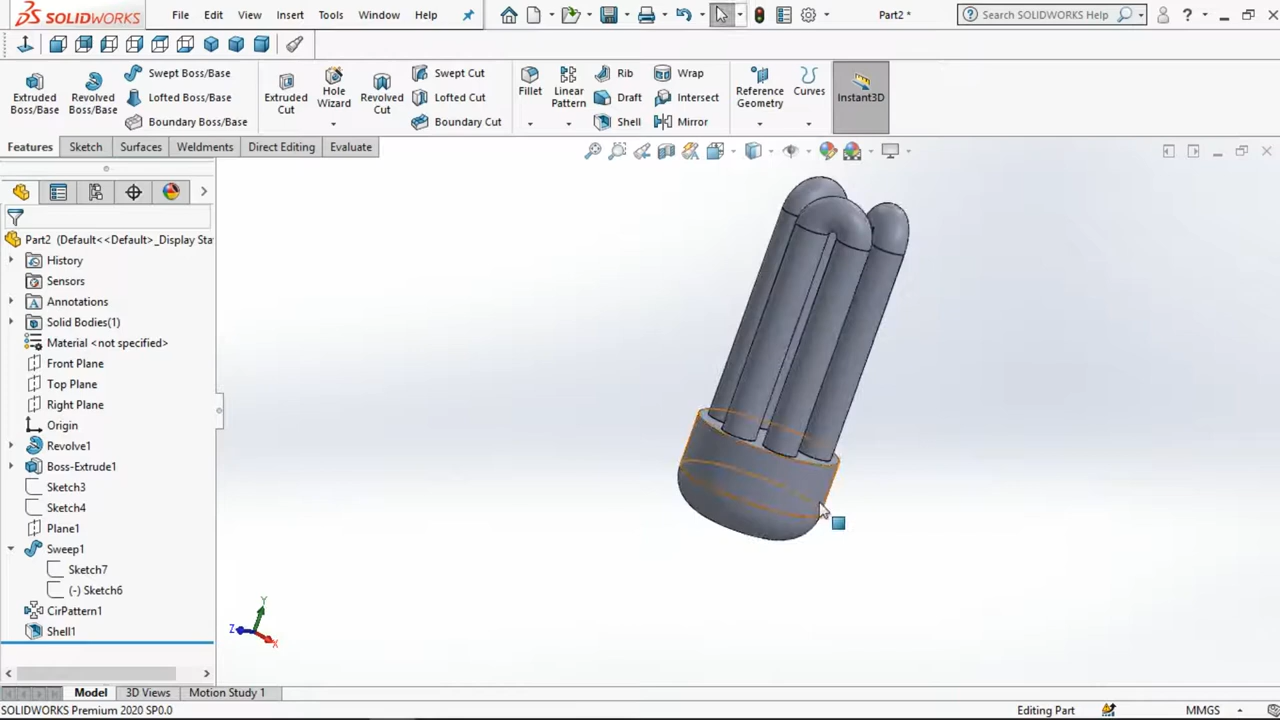 SOLIDWORKS File Edit View Insert Tools Window Help Part2 * Search SOLIDWORKS Help ?
Extruded Boss/Base Revolved Boss/Base Swept Boss/Base Lofted Boss/Base Boundary Boss/Base Extruded Cut Hole Wizard Revolved Cut Swept Cut Lofted Cut Boundary Cut Fillet Linear Pattern Rib Draft Shell Wrap Intersect Mirror Reference Geometry Curves Instant3D
Features Sketch Surfaces Weldments Direct Editing Evaluate
Part2 (Default<<Default>_Display Sta
History
Sensors
Annotations
Solid Bodies(1)
Material <not specified>
Front Plane
Top Plane
Right Plane
Origin
Revolve1
Boss-Extrude1
Sketch3
Sketch4
Plane1
Sweep1
Sketch7
(-) Sketch6
CirPattern1
Shell1
Y
Z
X
Model 3D Views Motion Study 1
SOLIDWORKS Premium 2020 SP0.0 Editing Part MMGS